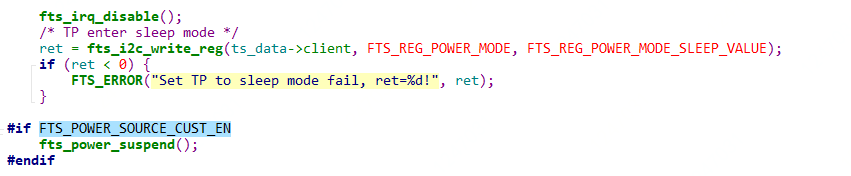 fts_irq_disable();
/* TP enter sleep mode */
ret = fts_i2c_write_reg(ts_data->client, FTS_REG_POWER_MODE, FTS_REG_POWER_MODE_SLEEP_VALUE);
if (ret < 0) {
FTS_ERROR("Set TP to sleep mode fail, ret=%d!", ret);
}
#if FTS_POWER_SOURCE_CUST_EN
fts_power_suspend();
#endif